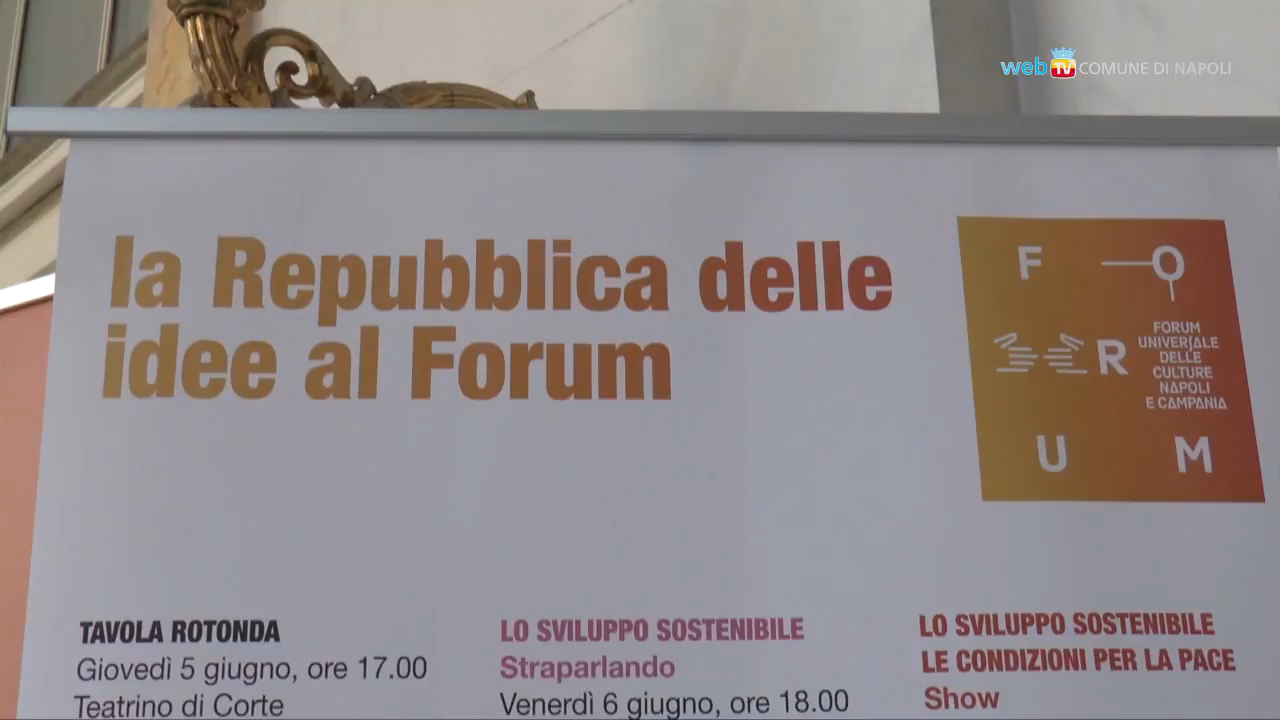 web TV COMUNE DI NAPOLI
la Repubblica delle
idee al Forum
F O
R
U M
FORUM
UNIVERSALE
DELLE
CULTURE
NAPOLI
E CAMPANIA
TAVOLA ROTONDA
Giovedì 5 giugno, ore 17.00
Teatrino di Corte
LO SVILUPPO SOSTENIBILE
Straparlando
Venerdì 6 giugno, ore 18.00
LO SVILUPPO SOSTENIBILE
LE CONDIZIONI PER LA PACE
Show